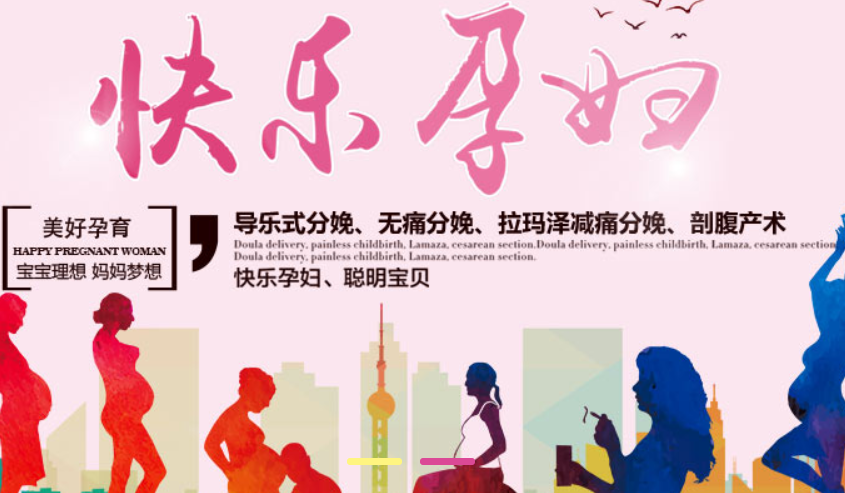 快乐孕妇
美好孕育
HAPPY PREGNANT WOMAN
宝宝理想 妈妈梦想
,
导乐式分娩、无痛分娩、拉玛泽减痛分娩、剖腹产术
Doula delivery, painless childbirth, Lamaza, cesarean section.Doula delivery, painless childbirth, Lamaza, cesarean section
Doula delivery, painless childbirth, Lamaza, cesarean section.
快乐孕妇、聪明宝贝